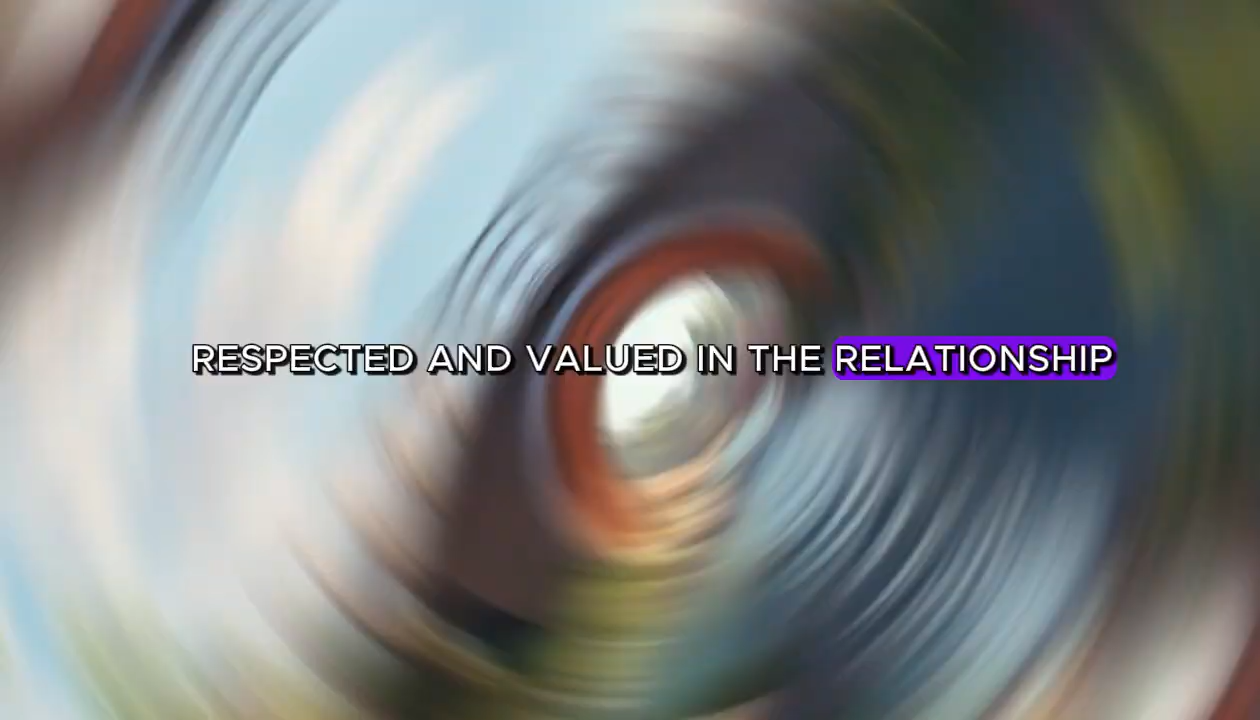 RESPECTED AND VALUED IN THE RELATIONSHIP